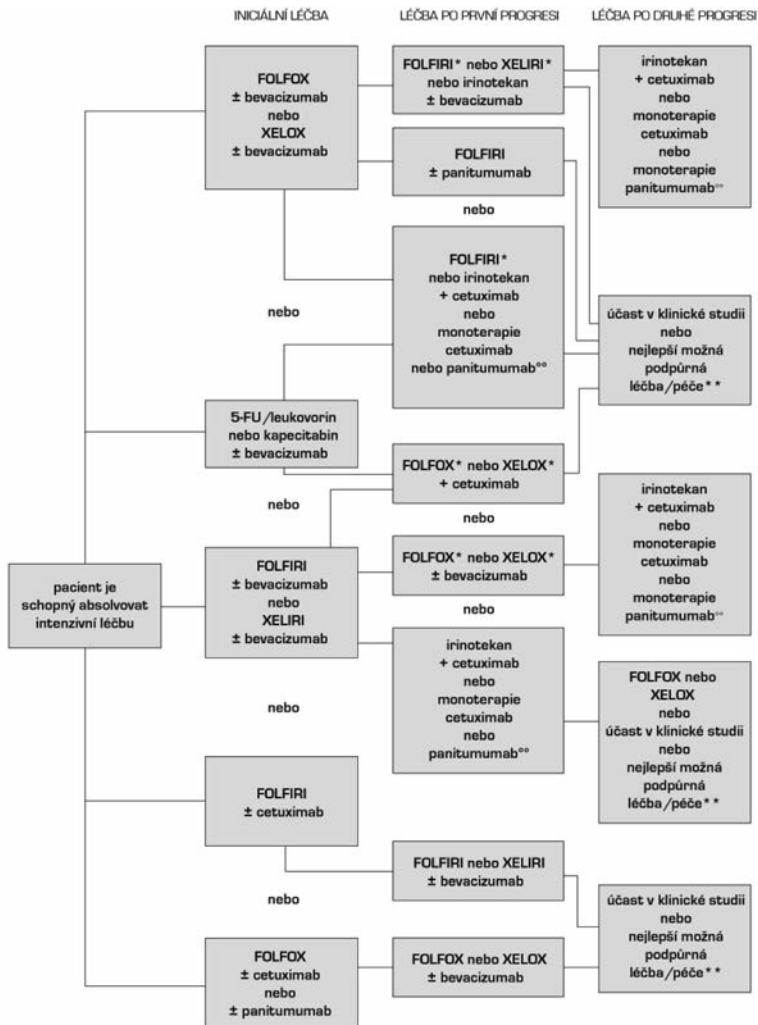 INICIÁLNÍ LÉČBA
LÉČBA PO PRVNÍ PROGRESI
LÉČBA PO DRUHÉ PROGRESI
pacient je
schopný absolvovat
intenzivní léčbu
FOLFOX
± bevacizumab
nebo
XELOX
± bevacizumab
nebo
5-FU/leukovorin
nebo kapecitabin
± bevacizumab
nebo
FOLFIRI
± bevacizumab
nebo
XELIRI
± bevacizumab
nebo
FOLFIRI
± cetuximab
nebo
FOLFOX
± cetuximab
nebo
± panitumumab
FOLFIRI* nebo XELIRI*
nebo irinotekan
± bevacizumab
FOLFIRI
± panitumumab
nebo
FOLFIRI*
nebo irinotekan
+ cetuximab
nebo
monoterapie
cetuximab
nebo panitumumab°°
FOLFOX* nebo XELOX*
+ cetuximab
nebo
FOLFOX* nebo XELOX*
± bevacizumab
nebo
irinotekan
+ cetuximab
nebo
monoterapie
cetuximab
nebo
panitumumab°°
FOLFIRI nebo XELIRI
± bevacizumab
FOLFOX nebo XELOX
± bevacizumab
irinotekan
+ cetuximab
nebo
monoterapie
cetuximab
nebo
monoterapie
panitumumab°°
účast v klinické studii
nebo
nejlepší možná
podpůrná
léčba/péče**
irinotekan
+ cetuximab
nebo
monoterapie
cetuximab
nebo
monoterapie
panitumumab°°
FOLFOX nebo
XELOX
nebo
účast v klinické studii
nebo
nejlepší možná
podpůrná
léčba/péče**
účast v klinické studii
nebo
nejlepší možná
podpůrná
léčba/péče**